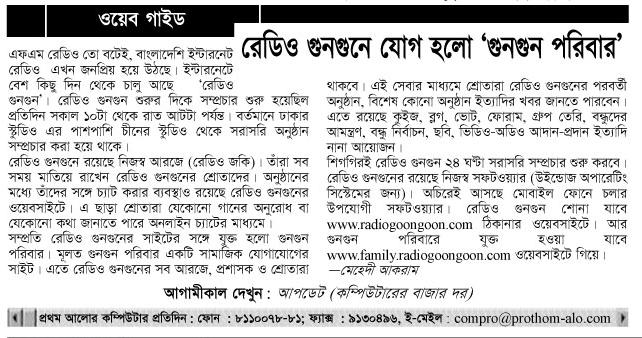 ওয়েব গাইড
রেডিও গুনগুনে যোগ হলো ‘গুনগুন পরিবার’
এফএম রেডিও তো বটেই, বাংলাদেশি ইন্টারনেট
রেডিও এখন জনপ্রিয় হয়ে উঠছে। ইন্টারনেটে
বেশ কিছু দিন থেকে চালু আছে ‘রেডিও
গুনগুন’। রেডিও গুনগুন শুরুর দিকে সম্প্রচার শুরু হয়েছিল
প্রতিদিন সকাল ১০টা থেকে রাত আটটা পর্যন্ত। বর্তমানে ঢাকার
স্টুডিও এর পাশপাশি চীনের স্টুডিও থেকে সরাসরি অনুষ্ঠান
সম্প্রচার করা হয়ে থাকে।
রেডিও গুনগুনে রয়েছে নিজস্ব আরজে (রেডিও জকি)। তাঁরা সব
সময় মাতিয়ে রাখেন রেডিও গুনগুনের শ্রোতাদের। অনুষ্ঠানের
মধ্যে তাঁদের সঙ্গে চ্যাট করার ব্যবস্থাও রয়েছে রেডিও গুনগুনের
ওয়েবসাইটে। এ ছাড়া শ্রোতারা যেকোনো গানের অনুরোধ বা
যেকোনো কথা জানাতে পারে অনলাইন চ্যাটের মাধ্যমে।
সম্প্রতি রেডিও গুনগুনের সাইটের সঙ্গে যুক্ত হলো গুনগুন
পরিবার। মূলত গুনগুন পরিবার একটি সামাজিক যোগাযোগের
সাইট। এতে রেডিও গুনগুনের সব আরজে, প্রশাসক ও শ্রোতারা
থাকবে। এই সেবার মাধ্যমে শ্রোতারা রেডিও গুনগুনের পরবর্তী
অনুষ্ঠান, বিশেষ কোনো অনুষ্ঠান ইত্যাদির খবর জানতে পারবেন।
এতে রয়েছে কুইজ, ব্লগ, ভোট, ফোরাম, গ্রুপ তেরি, বন্ধুদের
আমন্ত্রণ, বন্ধু নির্বাচন, ছবি, ভিডিও-অডিও আদান-প্রদান ইত্যাদি
নানা আয়োজন।
শিগগিরই রেডিও গুনগুন ২৪ ঘণ্টা সরাসরি সম্প্রচার শুরু করবে।
রেডিও গুনগুনের রয়েছে নিজস্ব সফটওয়্যার (উইন্ডোজ অপারেটিং
সিস্টেমের জন্য)। অচিরেই আসছে মোবাইল ফোনে চলার
উপযোগী সফটওয়্যার। রেডিও গুনগুন শোনা যাবে
www.radiogoongoon.com ঠিকানার ওয়েবসাইটে। আর
গুনগুন পরিবারে যুক্ত হওয়া যাবে
www.family.radiogoongoon.com ওয়েবসাইটে গিয়ে।
—মেহেদী আকরাম
আগামীকাল দেখুন : আপডেট (কম্পিউটারের বাজার দর)
প্রথম আলোর কম্পিউটার প্রতিদিন : ফোন : ৮১১০০৭৮-৮১; ফ্যাক্স : ৯১৩০৪৯৬, ই-মেইল : compro@prothom-alo.com